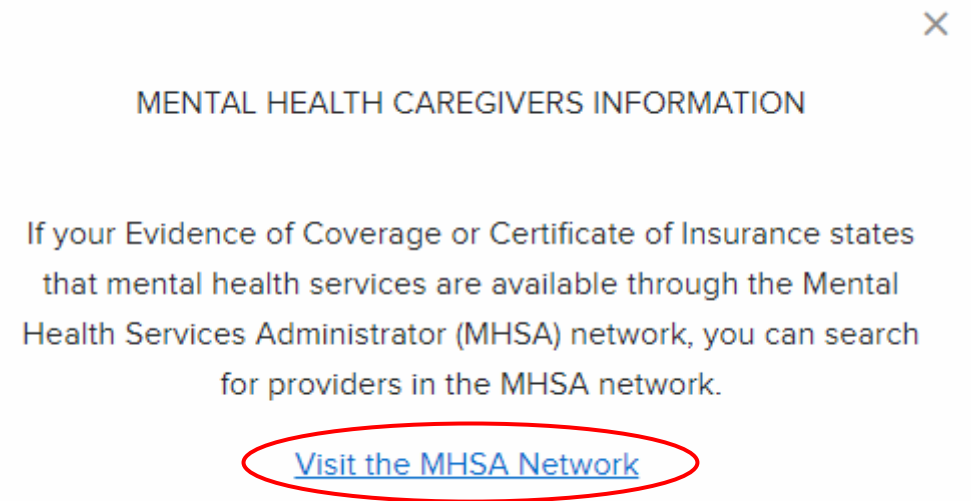 MENTAL HEALTH CAREGIVERS INFORMATION
If your Evidence of Coverage or Certificate of Insurance states
that mental health services are available through the Mental
Health Services Administrator (MHSA) network, you can search
for providers in the MHSA network.
Visit the MHSA Network